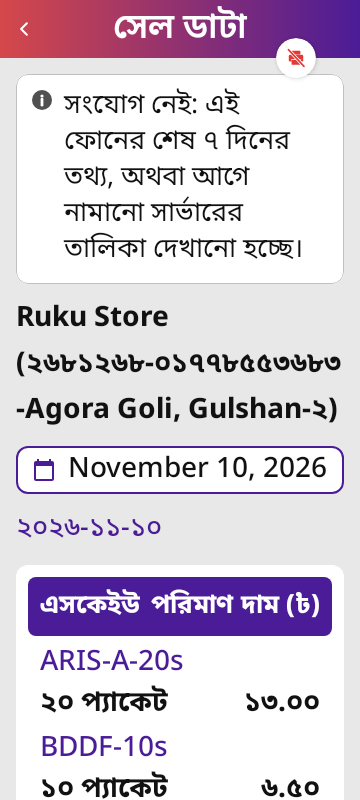 সেল ডাটা
সংযোগ নেই: এই
ফোনের শেষ ৭ দিনের
তথ্য, অথবা আগে
নামানো সার্ভারের
তালিকা দেখানো হচ্ছে।
Ruku Store
(২৬৮১২৬৮-০১৭৭৮৫৫৩৬৮৩
-Agora Goli, Gulshan-২)
November 10, 2026
২০২৬-১১-১০
এসকেইউ পরিমাণ দাম (৳)
ARIS-A-20s
২০ প্যাকেট ১৩.০০
BDDF-10s
১০ প্যাকেট ৬.৫০